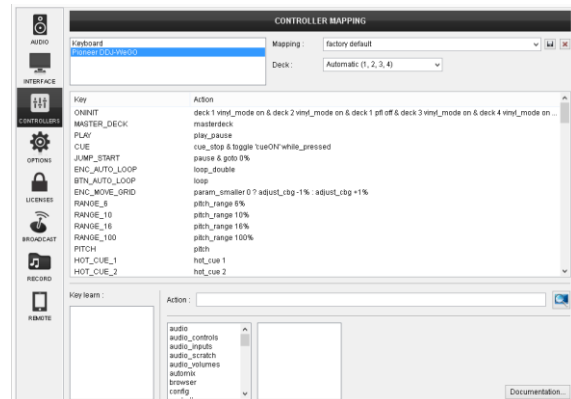 CONTROLLER MAPPING
AUDIO
INTERFACE
CONTROLLERS
OPTIONS
LICENSES
BROADCAST
RECORD
REMOTE
Keyboard
Pioneer DDJ-WeGO
Mapping : factory default
Deck : Automatic (1, 2, 3, 4)
Key Action
ONINIT deck 1 vinyl_mode on & deck 2 vinyl_mode on & deck 1 pfl off & deck 3 vinyl_mode on & deck 4 vinyl_mode on ...
MASTER_DECK masterdeck
PLAY play_pause
CUE cue_stop & toggle 'cueON' while_pressed
JUMP_START pause & goto 0%
ENC_AUTO_LOOP loop_double
BTN_AUTO_LOOP loop
ENC_MOVE_GRID param_smaller 0 ? adjust_cbg -1% : adjust_cbg +1%
RANGE_6 pitch_range 6%
RANGE_10 pitch_range 10%
RANGE_16 pitch_range 16%
RANGE_100 pitch_range 100%
PITCH pitch
HOT_CUE_1 hot_cue 1
HOT_CUE_2 hot_cue 2
Key learn :
Action :
audio
audio_controls
audio_inputs
audio_scratch
audio_volumes
automix
browser
config
Documentation...